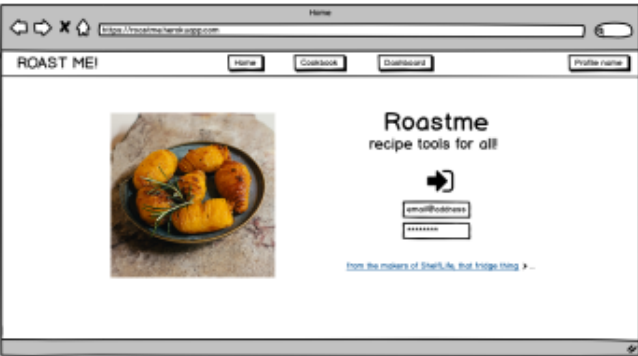 Home
https://roastme.herokuapp.com
ROAST ME!
Home
Cookbook
Dashboard
Profile name
Roastme
recipe tools for all!
email@address
********
from the makers of ShelfLife, that fridge thing > ...